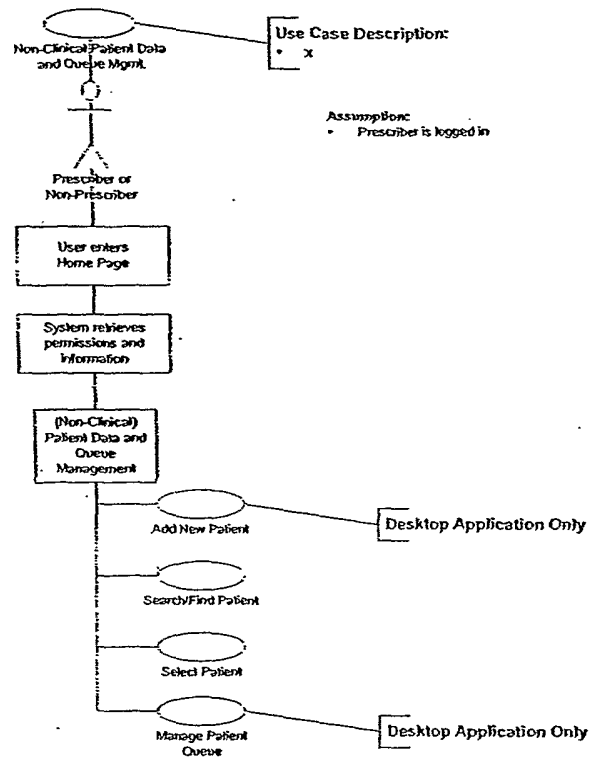 Non-Clinical Patient Data
and Queue Mgmt.
Use Case Description:
• x
Assumption:
• Prescriber is logged in
Prescriber or
Non-Prescriber
User enters
Home Page
System retrieves
permissions and
information
(Non-Clinical)
Patient Data and
Queue
Management
Add New Patient
Desktop Application Only
Search/Find Patient
Select Patient
Manage Patient
Queue
Desktop Application Only